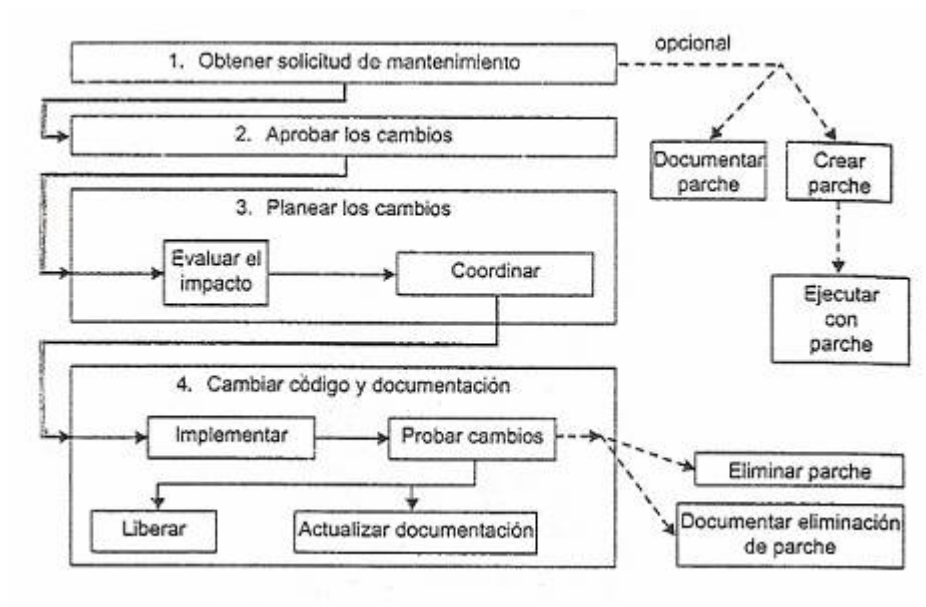 1. Obtener solicitud de mantenimiento
opcional
2. Aprobar los cambios
Documentar
parche
Crear
parche
3. Planear los cambios
Evaluar el
impacto
Coordinar
Ejecutar
con
parche
4. Cambiar código y documentación
Implementar
Probar cambios
Eliminar parche
Liberar
Actualizar documentación
Documentar eliminación
de parche